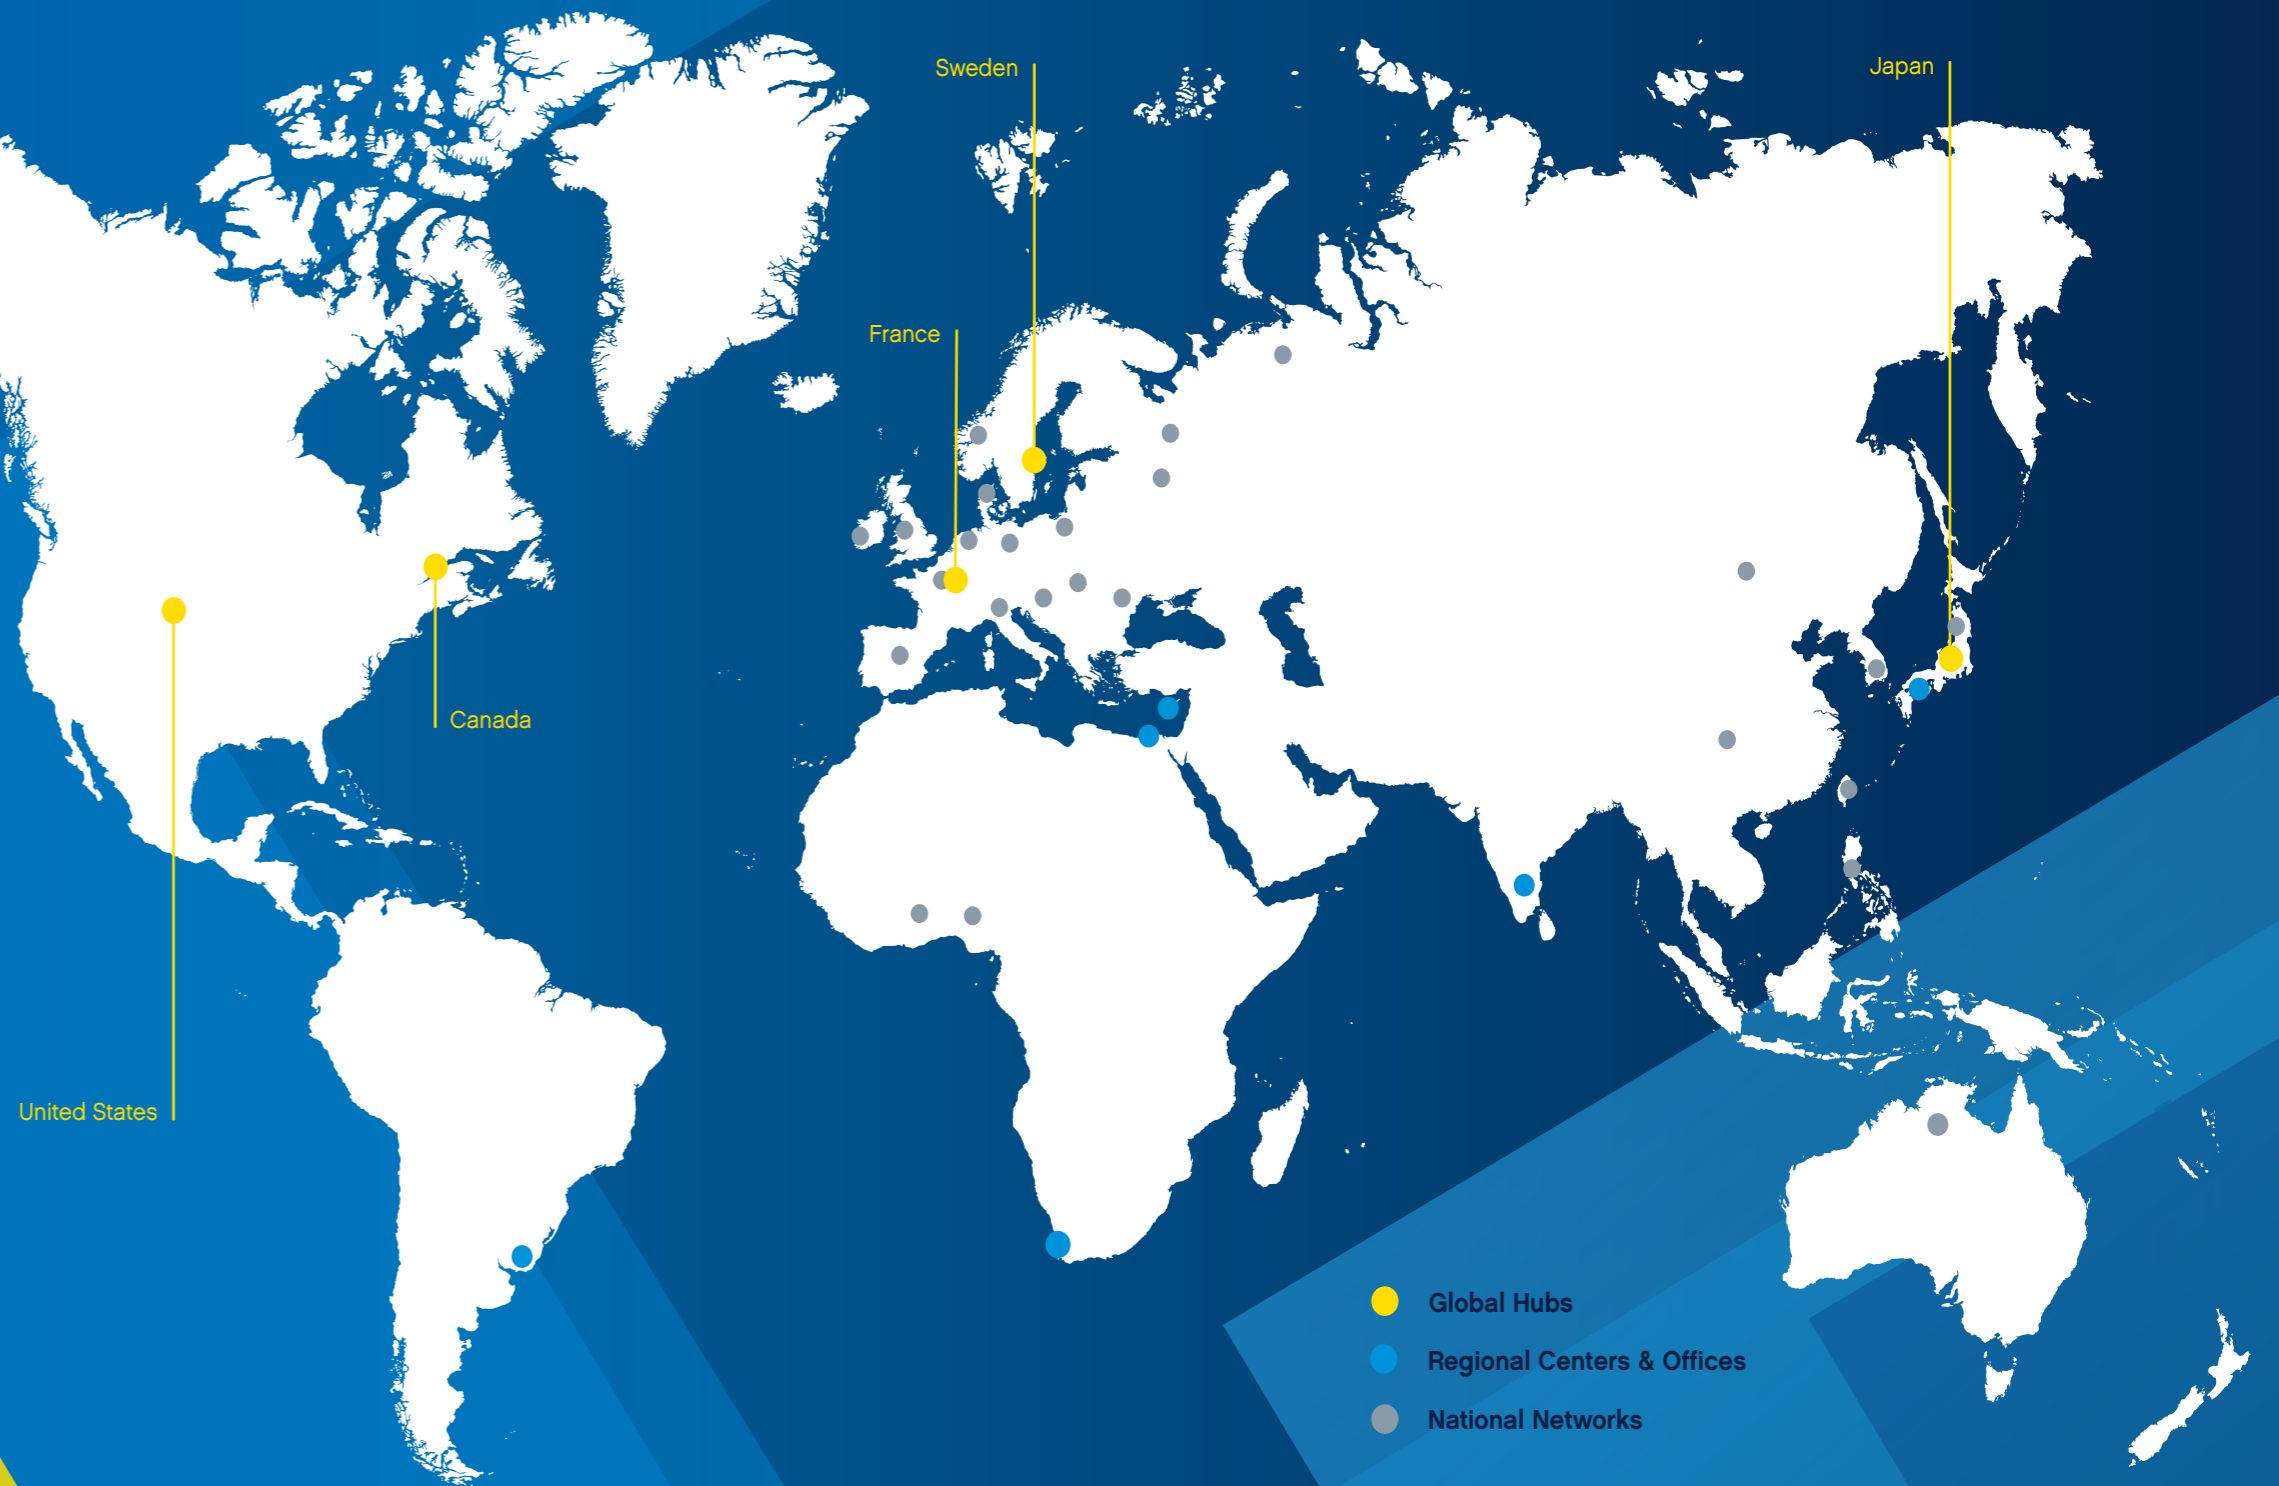 Sweden
Japan
France
Canada
United States
Global Hubs
Regional Centers & Offices
National Networks